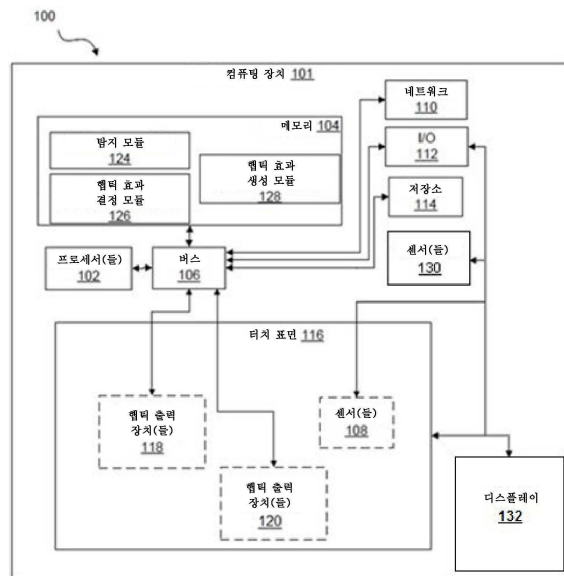 100
컴퓨팅 장치 101
네트워크
110
메모리 104
I/O
112
탐지 모듈
124
햅틱 효과
생성 모듈
128
햅틱 효과
결정 모듈
126
저장소
114
프로세서(들)
102
버스
106
센서(들)
130
터치 표면 116
햅틱 출력
장치(들)
118
센서(들)
108
햅틱 출력
장치(들)
120
디스플레이
132